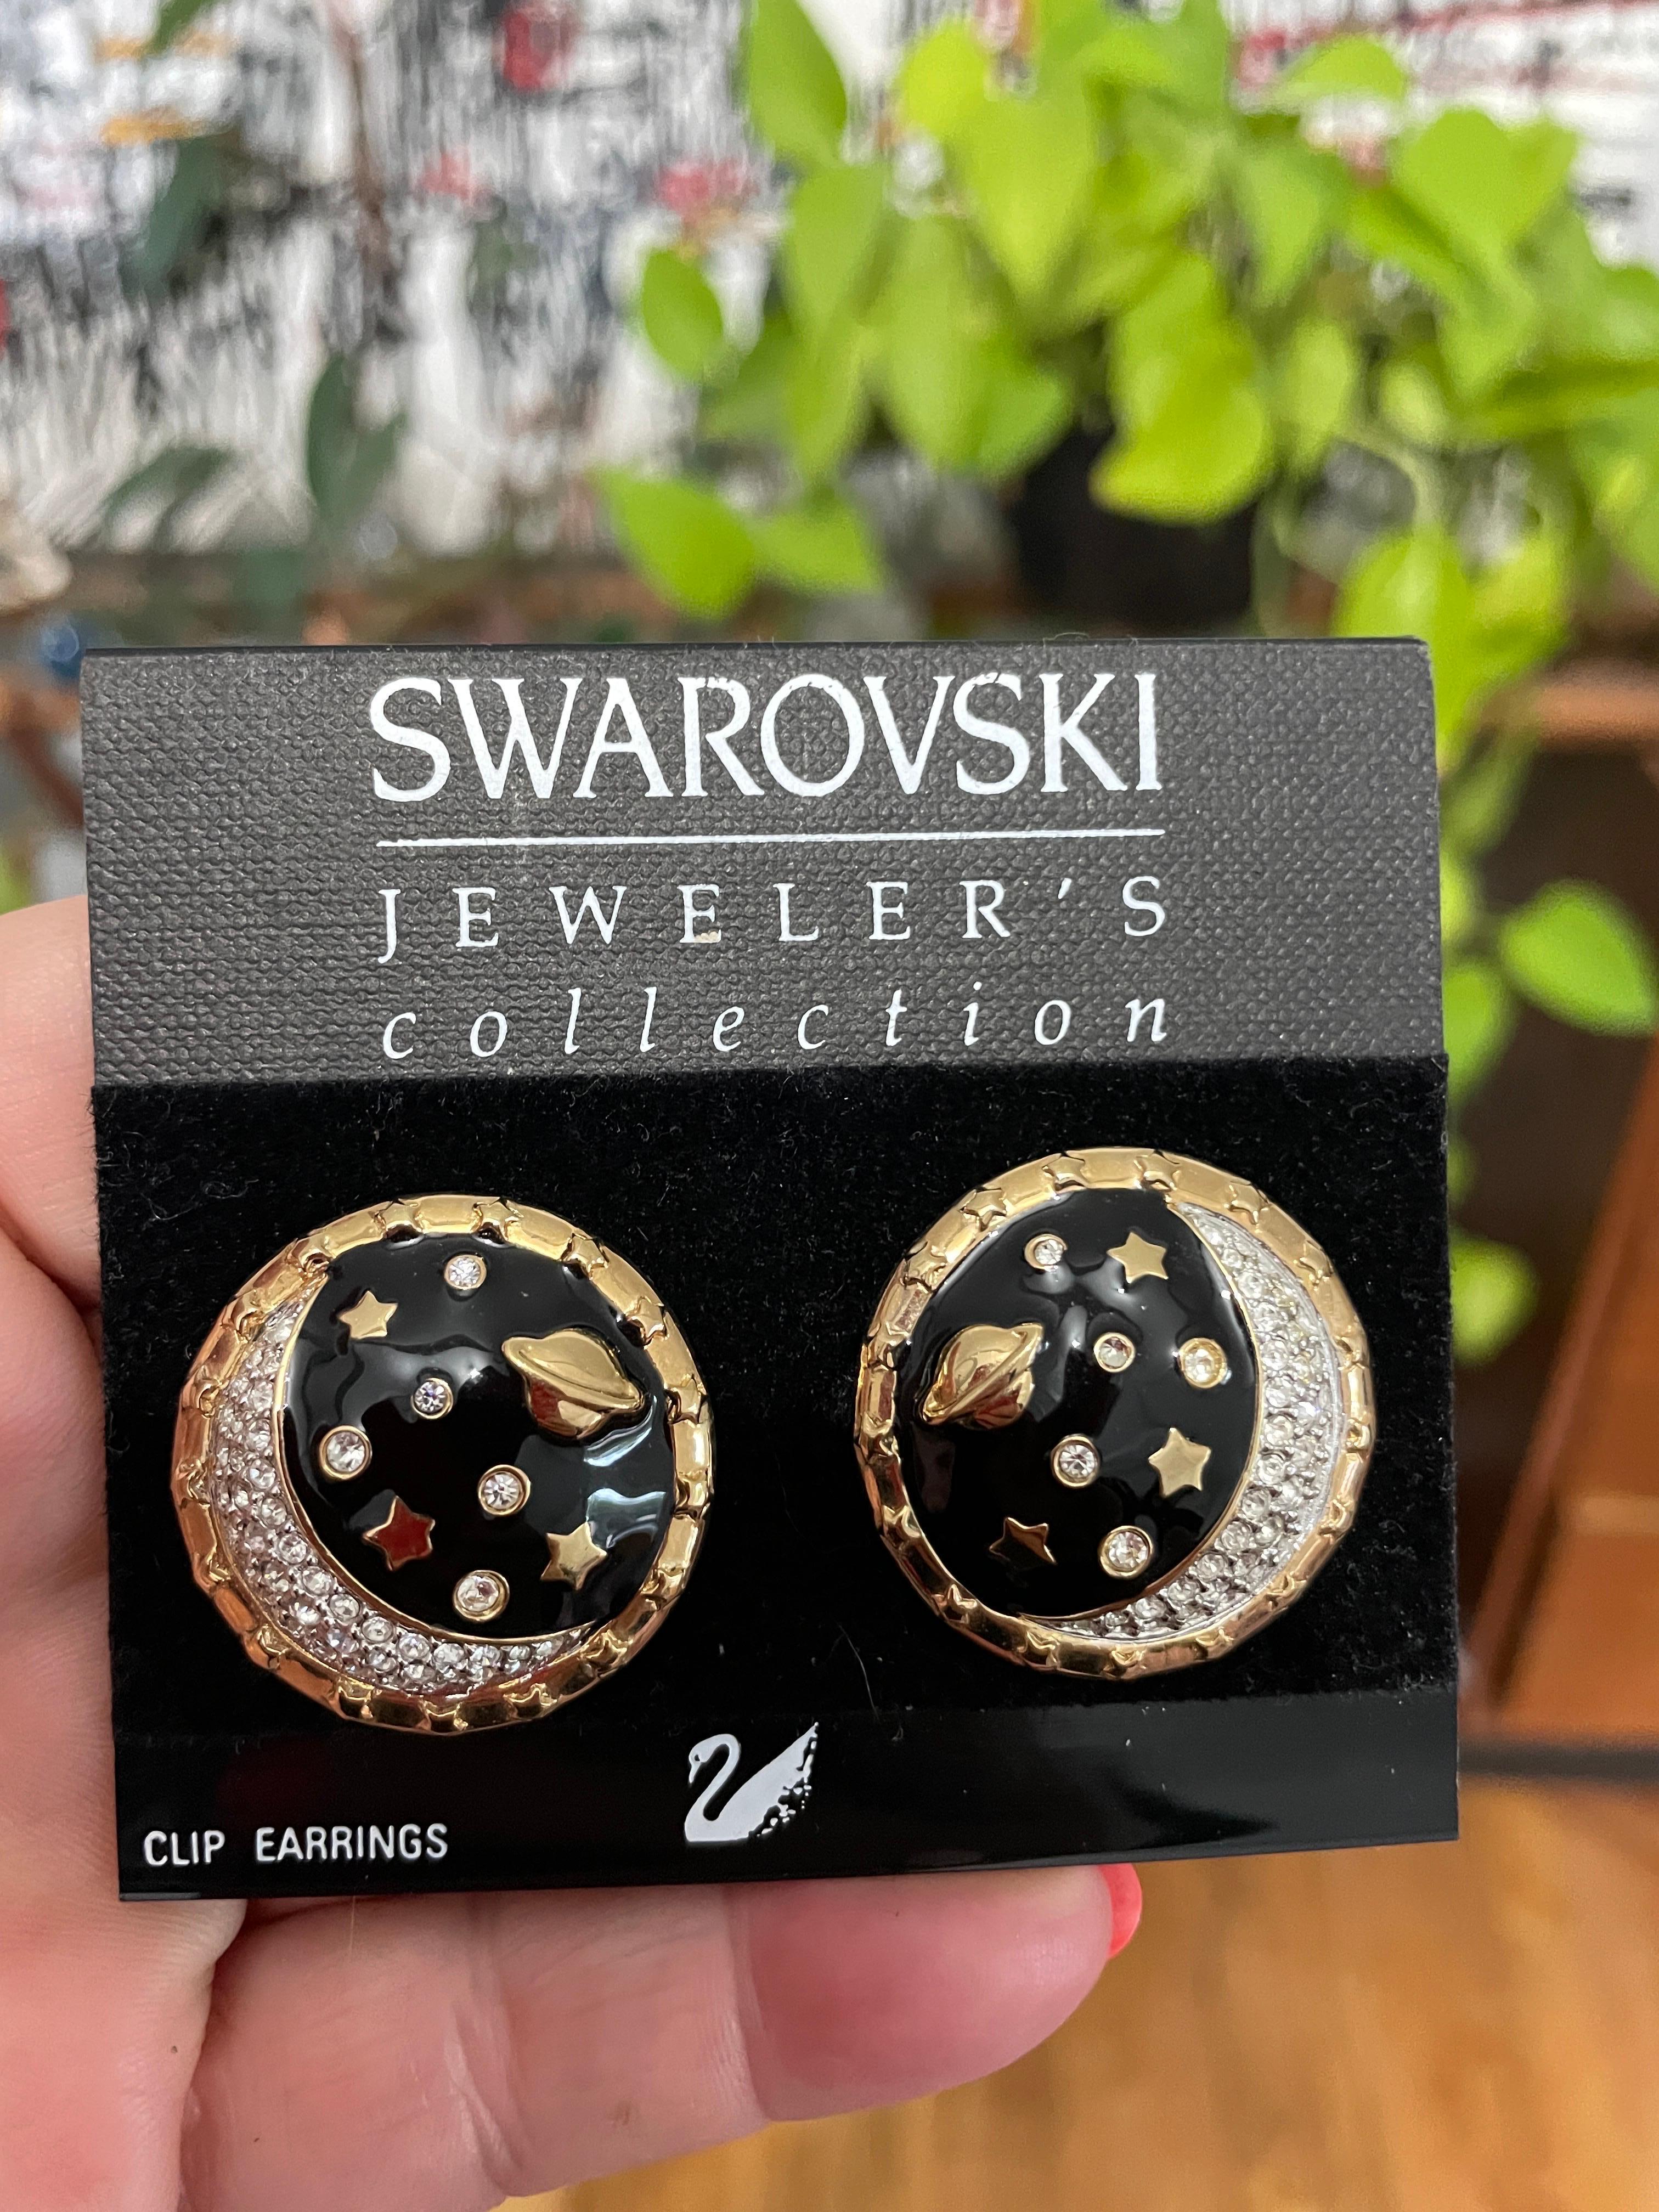 SWAROVSKI
JEWELER'S
collection
CLIP EARRINGS